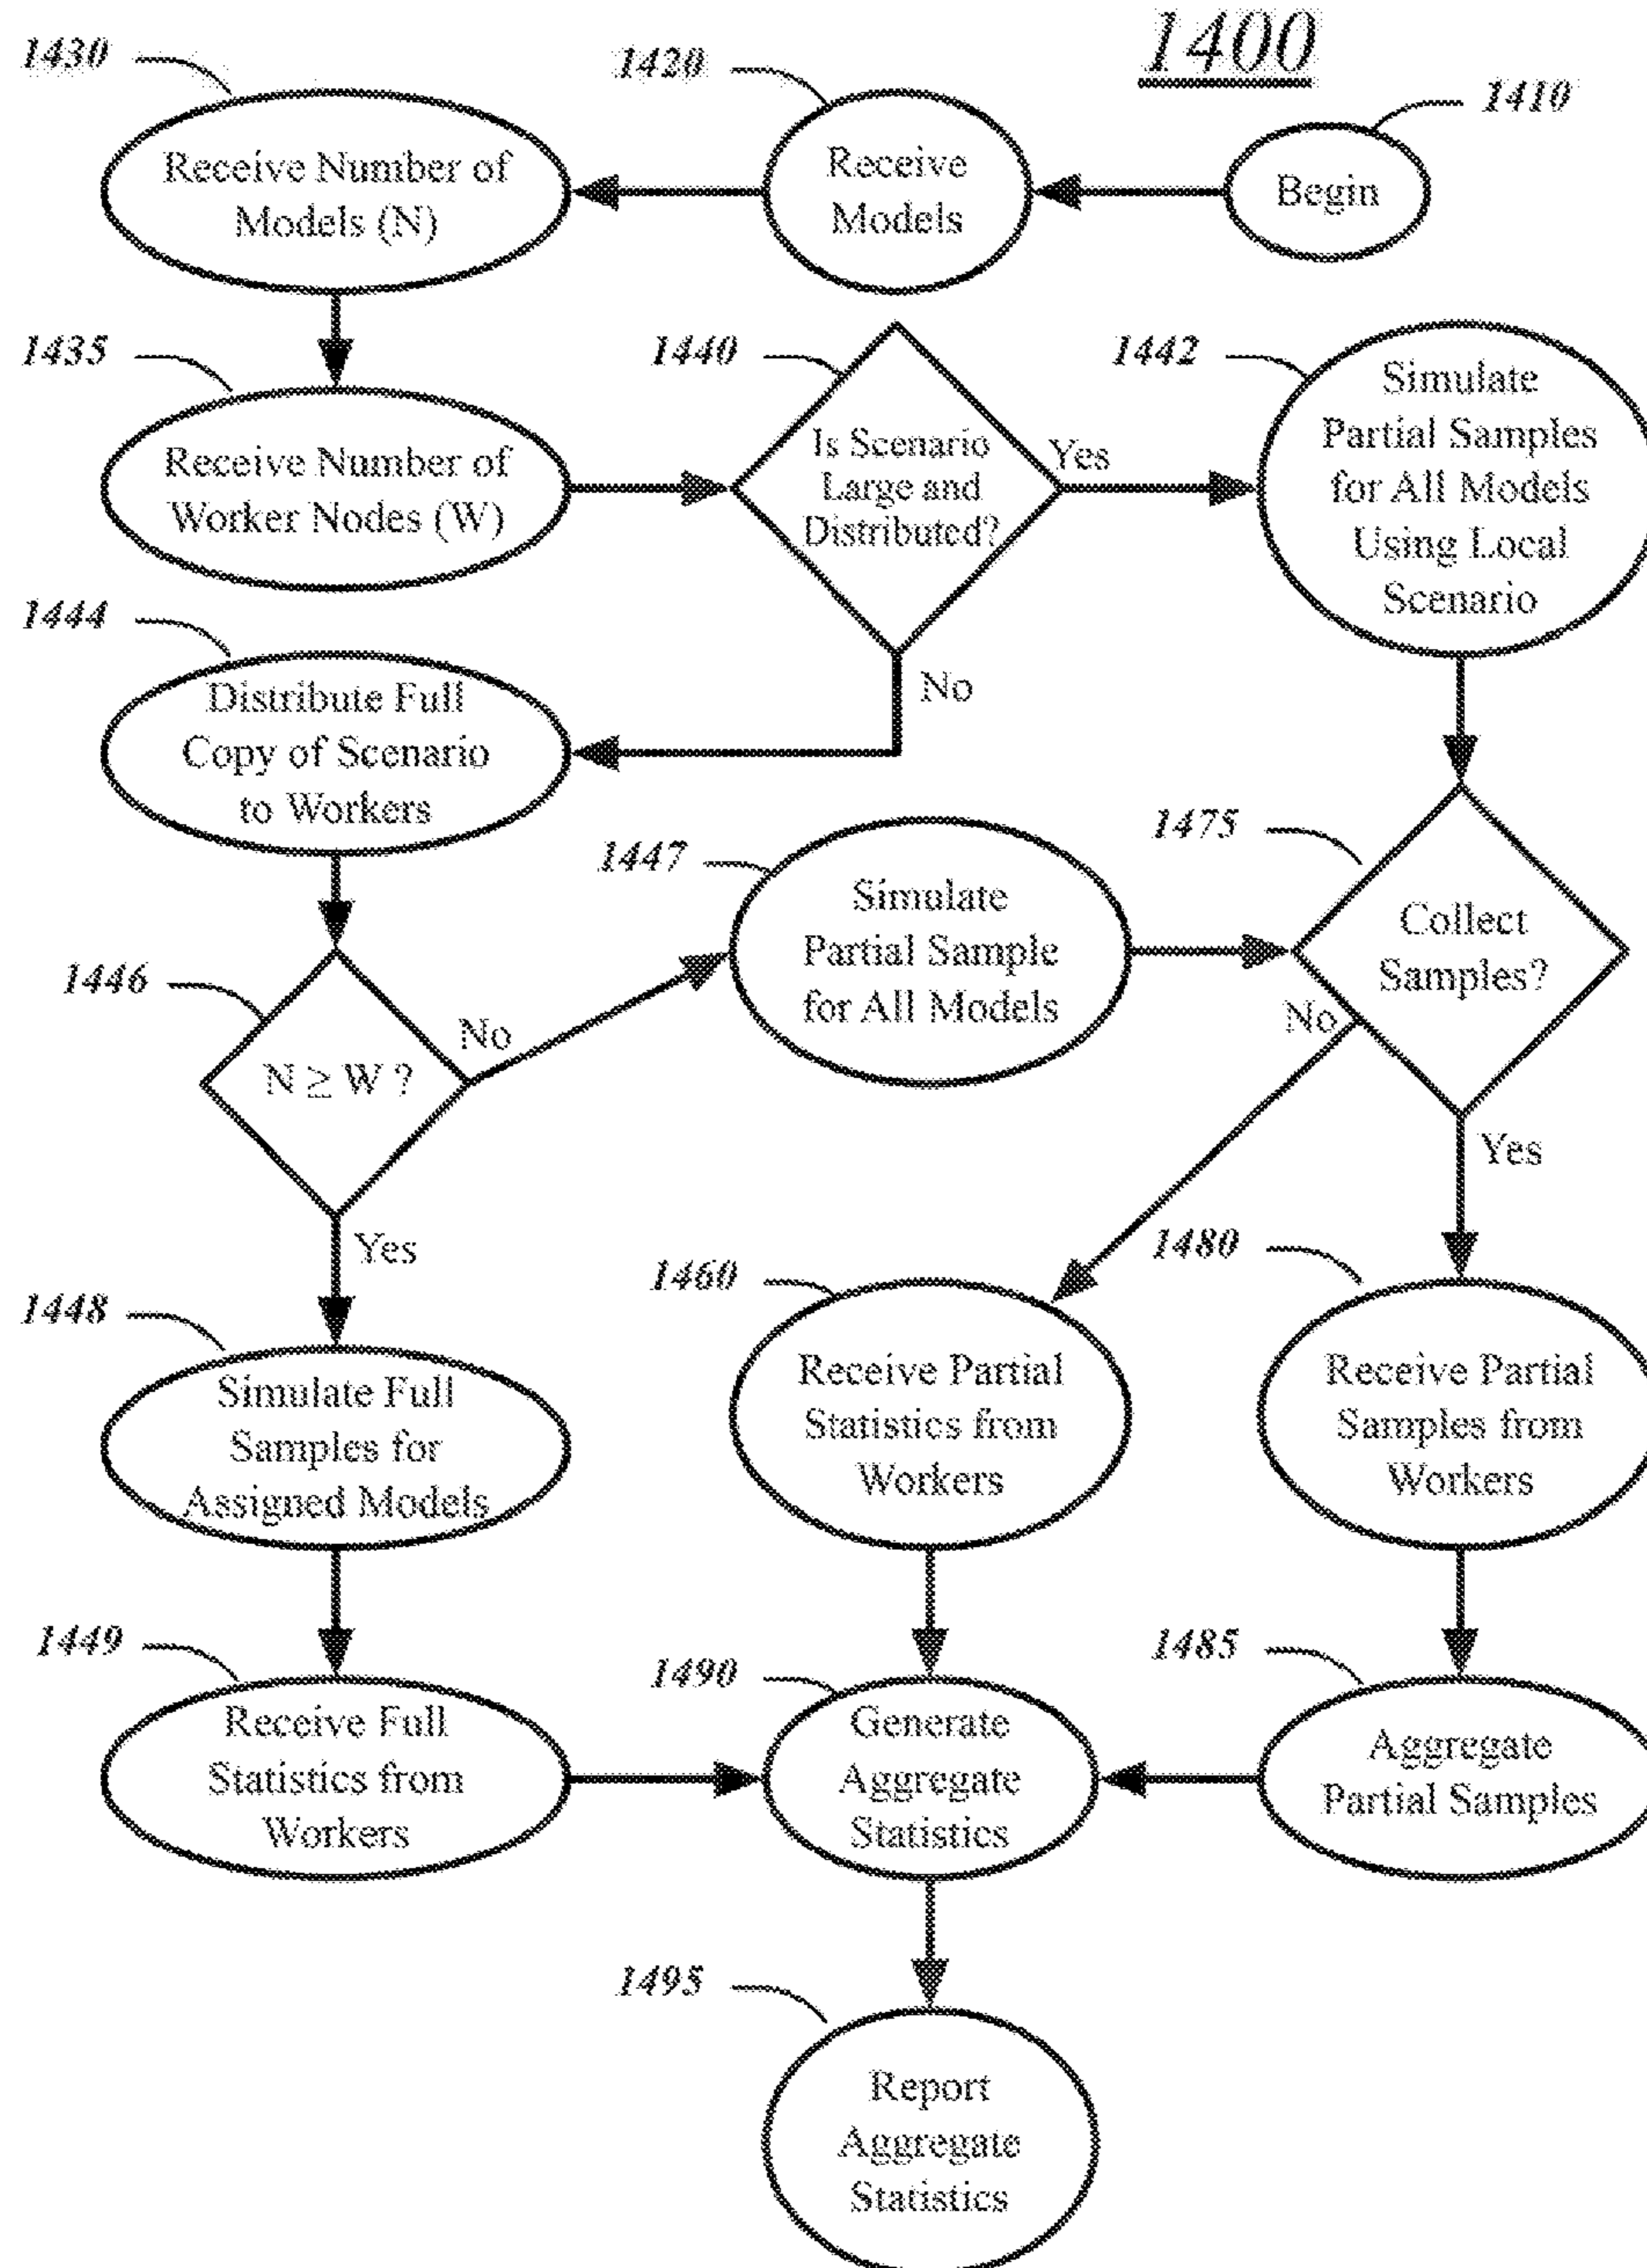 1400
1430
1420
1410
Receive Number of
Models (N)
Receive
Models
Begin
1435
1440
1442
Receive Number of
Worker Nodes (W)
Is Scenario
Large and
Distributed?
Yes
No
Simulate
Partial Samples
for All Models
Using Local
Scenario
1444
Distribute Full
Copy of Scenario
to Workers
1447
Simulate
Partial Sample
for All Models
1475
Collect
Samples?
No
Yes
1446
N ≥ W ?
No
Yes
1448
Simulate Full
Samples for
Assigned Models
1460
Receive Partial
Statistics from
Workers
1480
Receive Partial
Samples from
Workers
1449
Receive Full
Statistics from
Workers
1490
Generate
Aggregate
Statistics
1485
Aggregate
Partial Samples
1495
Report
Aggregate
Statistics